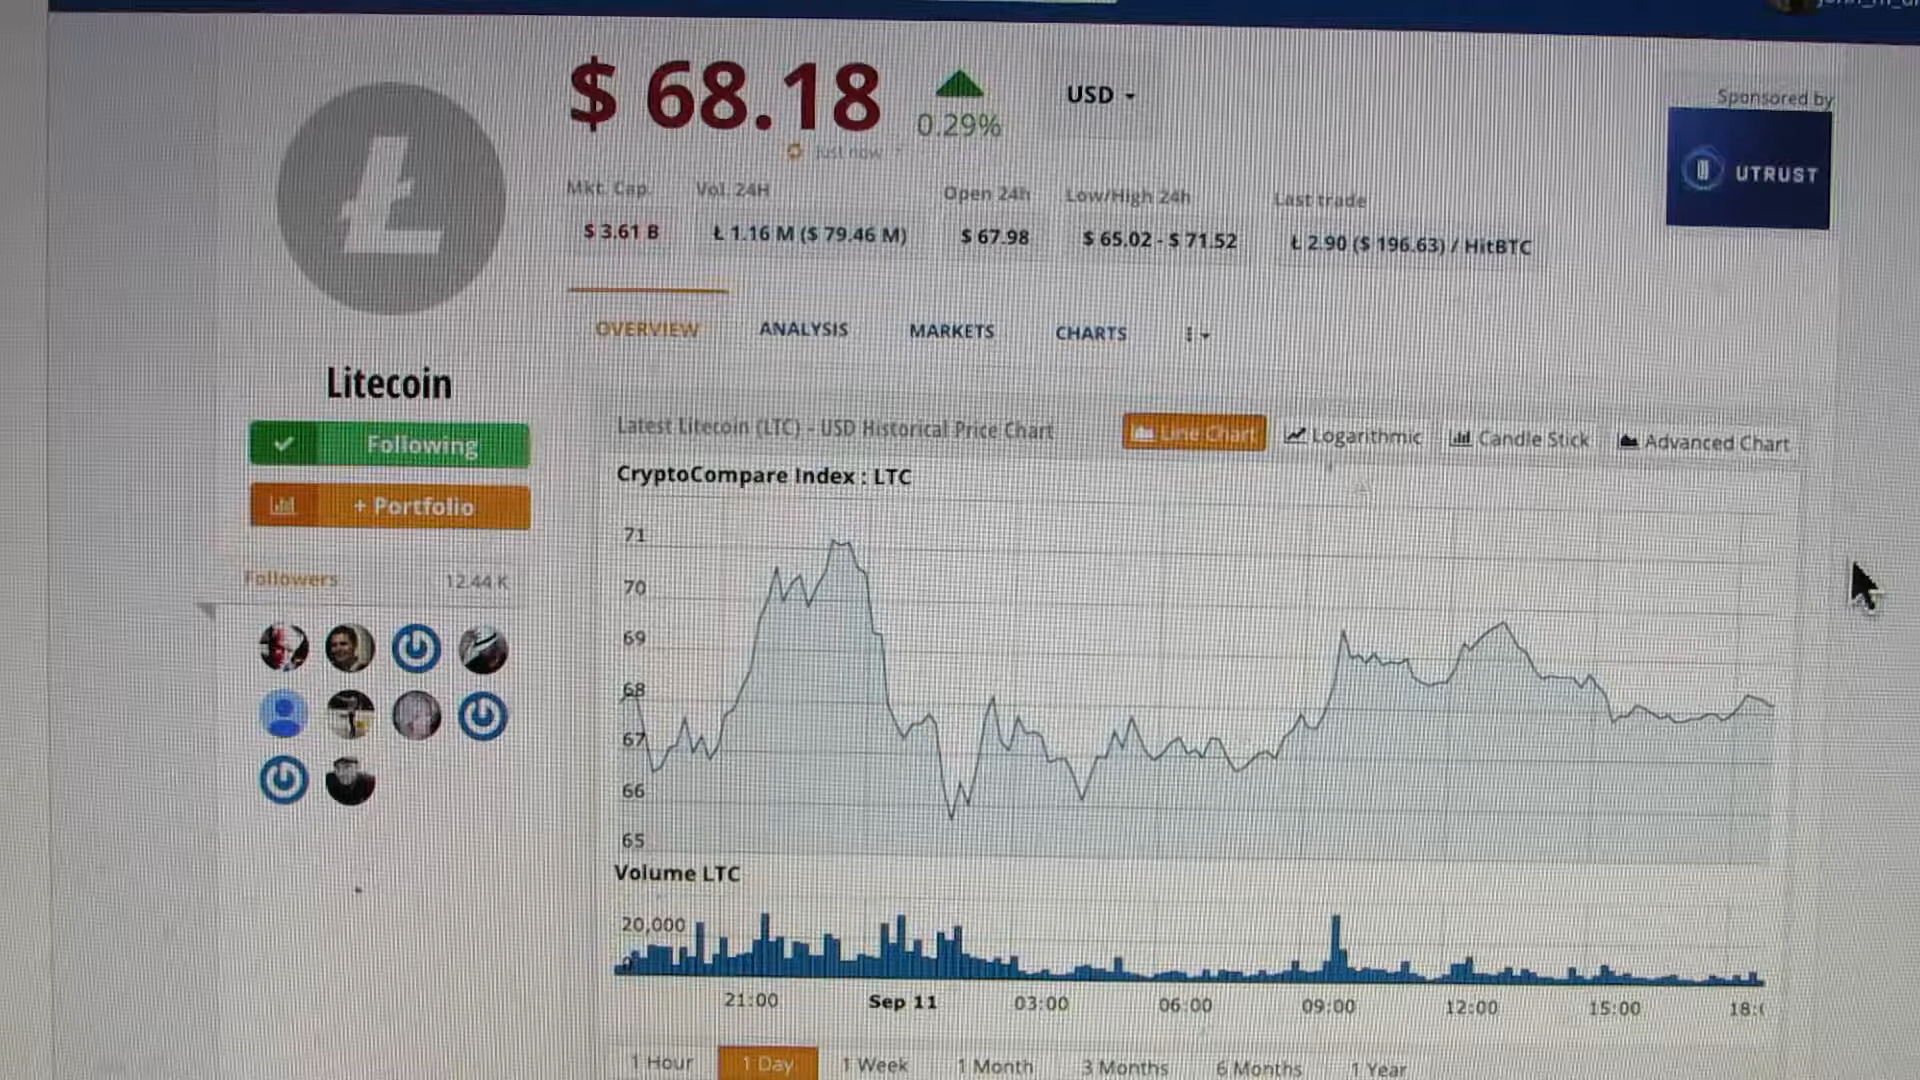 $ 68.18
0.29%
USD
just now
Sponsored by
UTRUST
Mkt. Cap.
Vol. 24H
Open 24h
Low/High 24h
Last trade
$ 3.61 B
Ł 1.16 M ($ 79.46 M)
$ 67.98
$ 65.02 - $ 71.52
Ł 2.90 ($ 196.63) / HitBTC
OVERVIEW
ANALYSIS
MARKETS
CHARTS
Litecoin
Following
+ Portfolio
Followers
12.44 K
Latest Litecoin (LTC) - USD Historical Price Chart
Line Chart
Logarithmic
Candle Stick
Advanced Chart
CryptoCompare Index : LTC
71
70
69
68
67
66
65
Volume LTC
20,000
0
21:00
Sep 11
03:00
06:00
09:00
12:00
15:00
1 Hour
1 Day
1 Week
1 Month
3 Months
6 Months
1 Year